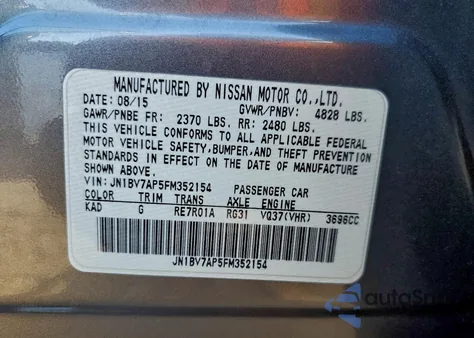 MANUFACTURED BY NISSAN MOTOR CO.,LTD.
DATE: 08/15 GVWR/PNBV: 4828 LBS.
GAWR/PNBE FR: 2370 LBS. RR: 2480 LBS.
THIS VEHICLE CONFORMS TO ALL APPLICABLE FEDERAL
MOTOR VEHICLE SAFETY,BUMPER,AND THEFT PREVENTION
STANDARDS IN EFFECT ON THE DATE OF MANUFACTURE
SHOWN ABOVE.
VIN: JN1BV7AP5FM352154 PASSENGER CAR
COLOR TRIM TRANS AXLE ENGINE
KAD G RE7R01A RG31 VQ37(VHR) 3696CC
JN1BV7AP5FM352154